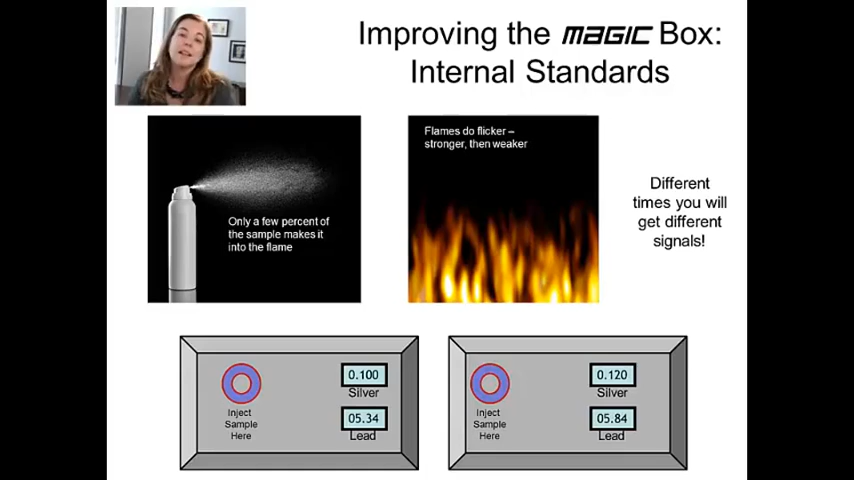 Improving the MAGIC Box:
Internal Standards
Flames do flicker –
stronger, then weaker
Only a few percent of
the sample makes it
into the flame
Different
times you will
get different
signals!
0.100
Silver
05.34
Lead
Inject
Sample
Here
0.120
Silver
05.84
Lead
Inject
Sample
Here